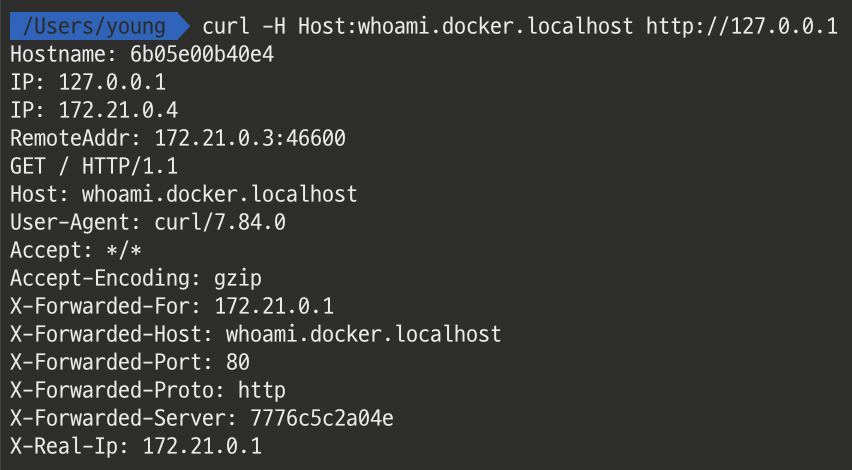 /Users/young curl -H Host:whoami.docker.localhost http://127.0.0.1
Hostname: 6b05e00b40e4
IP: 127.0.0.1
IP: 172.21.0.4
RemoteAddr: 172.21.0.3:46600
GET / HTTP/1.1
Host: whoami.docker.localhost
User-Agent: curl/7.84.0
Accept: */*
Accept-Encoding: gzip
X-Forwarded-For: 172.21.0.1
X-Forwarded-Host: whoami.docker.localhost
X-Forwarded-Port: 80
X-Forwarded-Proto: http
X-Forwarded-Server: 7776c5c2a04e
X-Real-Ip: 172.21.0.1